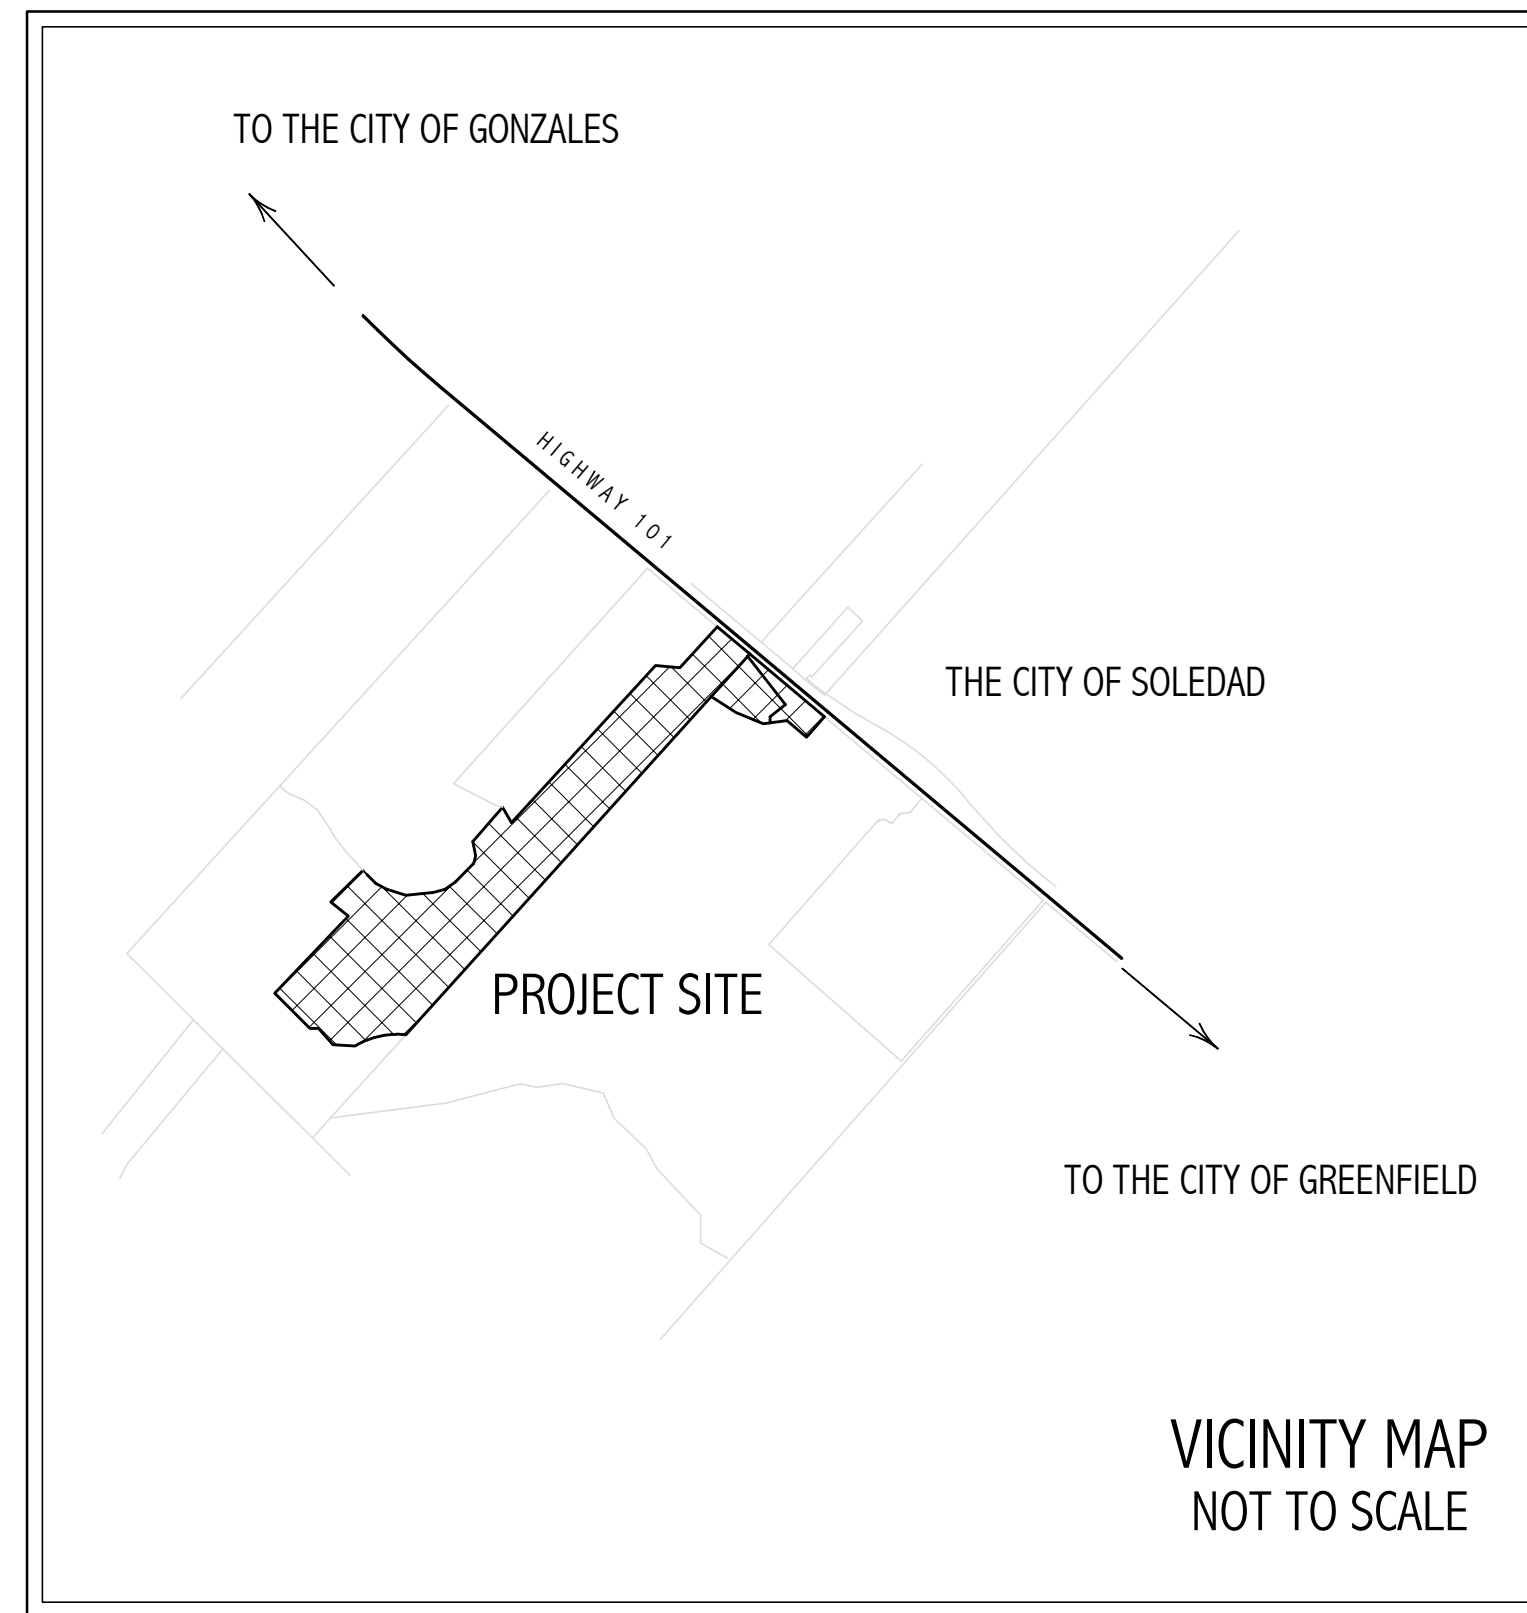 TO THE CITY OF GONZALES
HIGHWAY 101
THE CITY OF SOLEDAD
PROJECT SITE
TO THE CITY OF GREENFIELD
VICINITY MAP
NOT TO SCALE